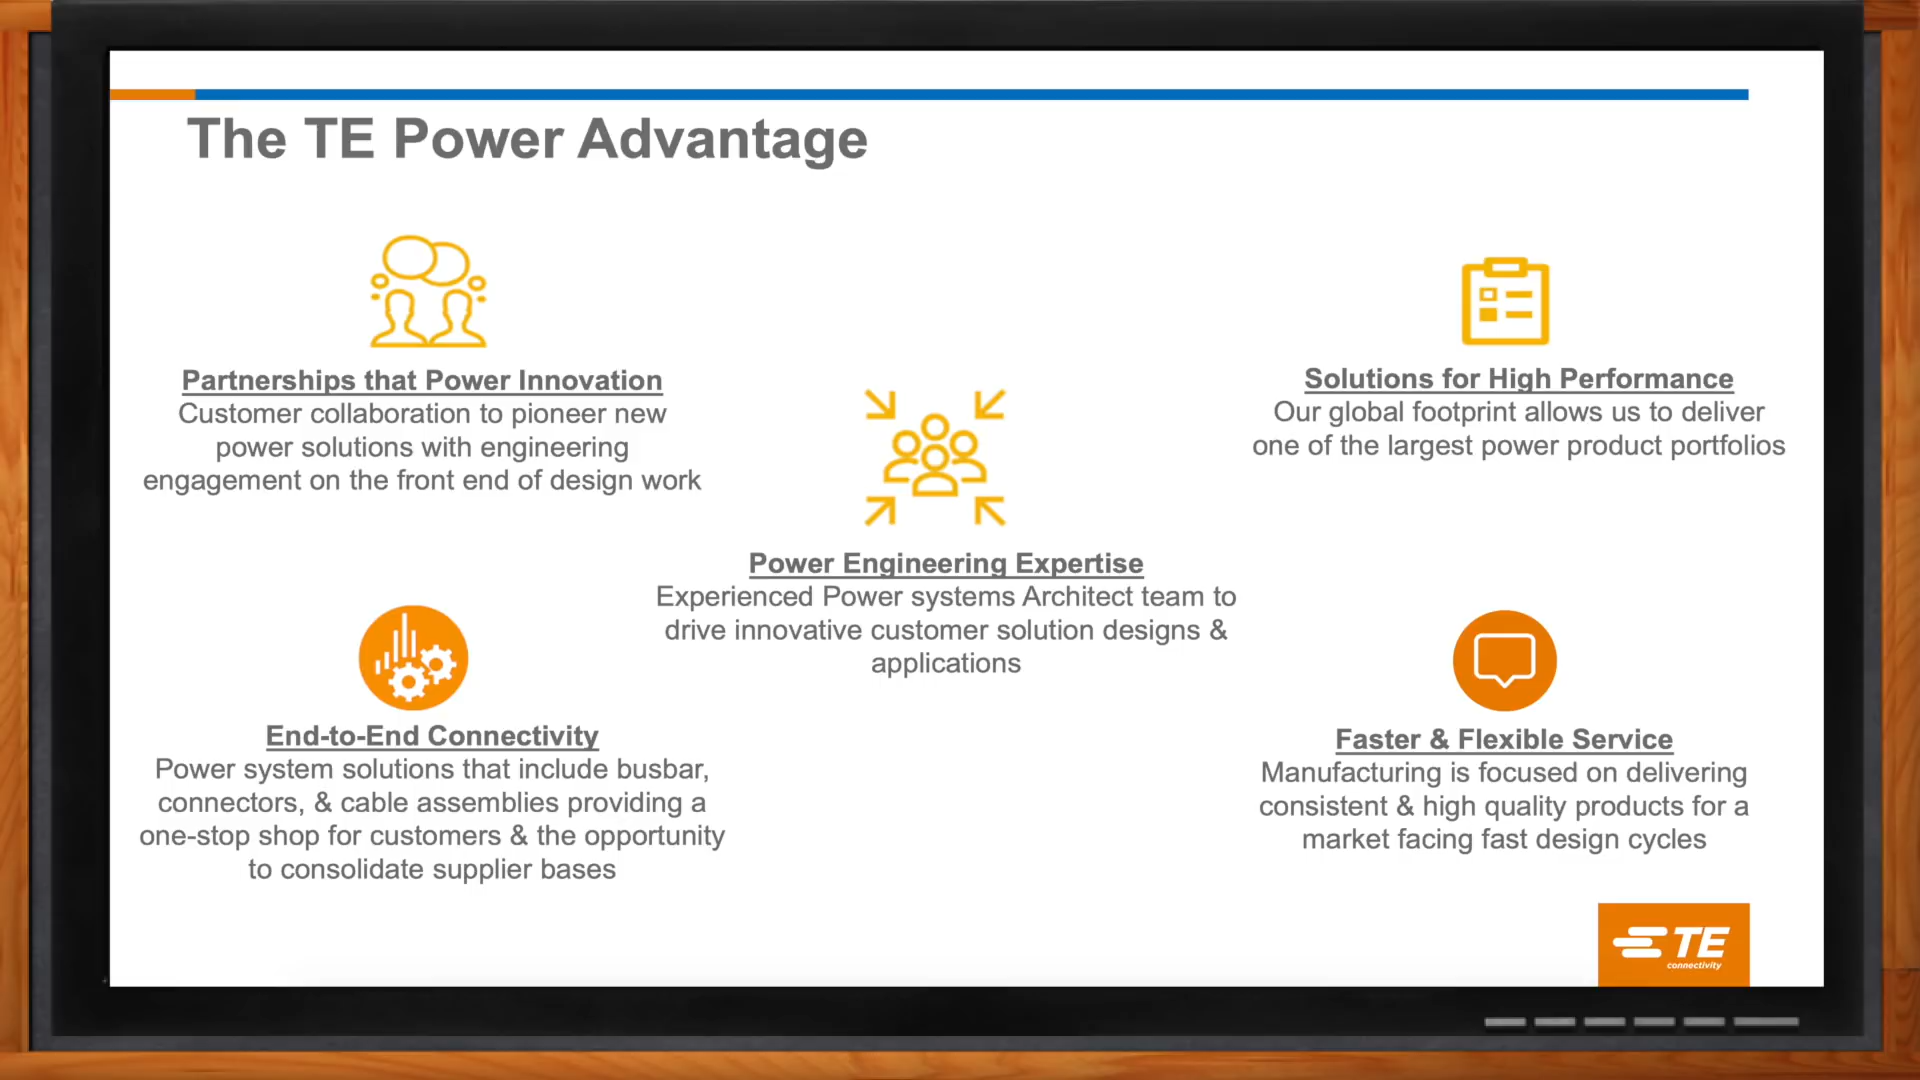 The TE Power Advantage
Partnerships that Power Innovation
Customer collaboration to pioneer new
power solutions with engineering
engagement on the front end of design work
Solutions for High Performance
Our global footprint allows us to deliver
one of the largest power product portfolios
Power Engineering Expertise
Experienced Power systems Architect team to
drive innovative customer solution designs &
applications
End-to-End Connectivity
Power system solutions that include busbar,
connectors, & cable assemblies providing a
one-stop shop for customers & the opportunity
to consolidate supplier bases
Faster & Flexible Service
Manufacturing is focused on delivering
consistent & high quality products for a
market facing fast design cycles
TE
connectivity